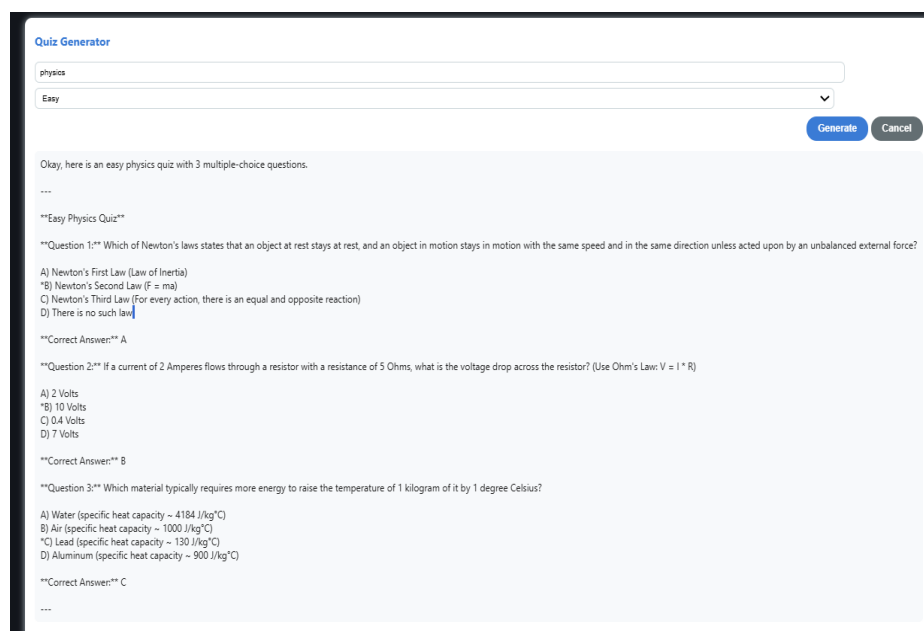 Quiz Generator
physics
Easy
Generate Cancel
Okay, here is an easy physics quiz with 3 multiple-choice questions.
---
**Easy Physics Quiz**
**Question 1:** Which of Newton's laws states that an object at rest stays at rest, and an object in motion stays in motion with the same speed and in the same direction unless acted upon by an unbalanced external force?
A) Newton's First Law (Law of Inertia)
*B) Newton's Second Law (F = ma)
C) Newton's Third Law (For every action, there is an equal and opposite reaction)
D) There is no such law
**Correct Answer:** A
**Question 2:** If a current of 2 Amperes flows through a resistor with a resistance of 5 Ohms, what is the voltage drop across the resistor? (Use Ohm's Law: V = I * R)
A) 2 Volts
*B) 10 Volts
C) 0.4 Volts
D) 7 Volts
**Correct Answer:** B
**Question 3:** Which material typically requires more energy to raise the temperature of 1 kilogram of it by 1 degree Celsius?
A) Water (specific heat capacity ~ 4184 J/kg°C)
B) Air (specific heat capacity ~ 1000 J/kg°C)
*C) Lead (specific heat capacity ~ 130 J/kg°C)
D) Aluminum (specific heat capacity ~ 900 J/kg°C)
**Correct Answer:** C
---